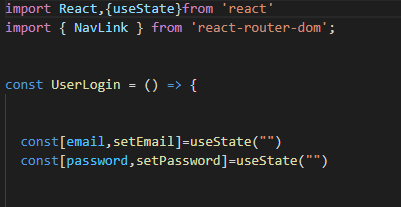 import React,{useState}from 'react'
import { NavLink } from 'react-router-dom';
const UserLogin = () => {
const[email,setEmail]=useState("")
const[password,setPassword]=useState("")